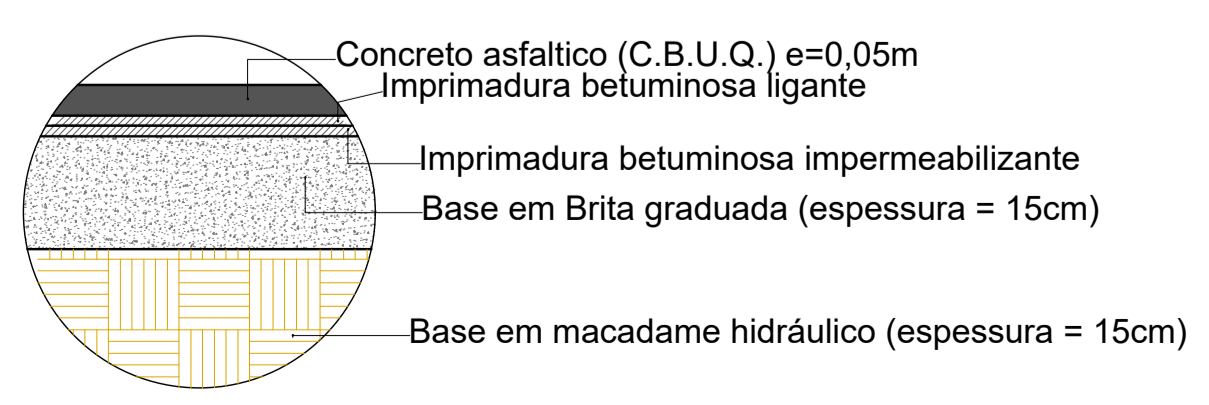 Concreto asfaltico (C.B.U.Q.) e=0,05m
Imprimadura betuminosa ligante
Imprimadura betuminosa impermeabilizante
Base em Brita graduada (espessura = 15cm)
Base em macadame hidráulico (espessura = 15cm)